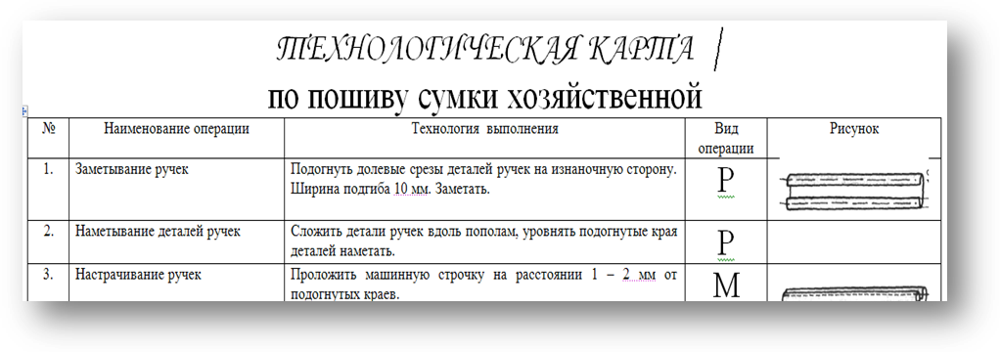 ТЕХНОЛОГИЧЕСКАЯ КАРТА
по пошиву сумки хозяйственной
№ Наименование операции Технология выполнения Вид операции Рисунок
1. Заметывание ручек Подогнуть долевые срезы деталей ручек на изнаночную сторону. Р
Ширина подгиба 10 мм. Заметать.
2. Наметывание деталей ручек Сложить детали ручек вдоль пополам, уровнять подогнутые края Р
деталей наметать.
3. Настрачивание ручек Проложить машинную строчку на расстоянии 1 – 2 мм от М
подогнутых краев.